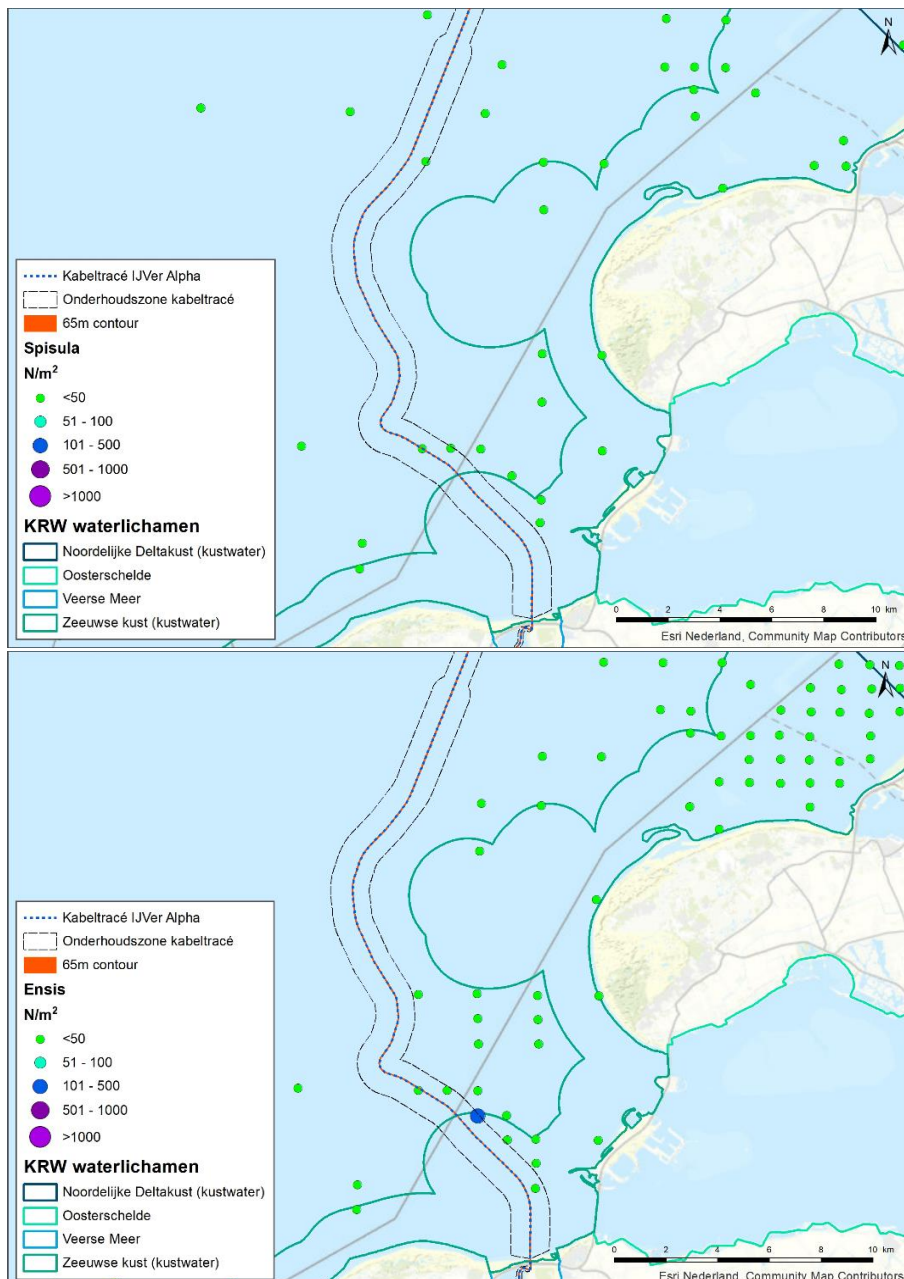 N
Kabeltracé IJVer Alpha
Onderhoudszone kabeltracé
65m contour
Spisula
N/m²
<50
51 - 100
101 - 500
501 - 1000
>1000
KRW waterlichamen
Noordelijke Deltakust (kustwater)
Oosterschelde
Veerse Meer
Zeeuwse kust (kustwater)
0 2 4 6 8 10 km
Esri Nederland, Community Map Contributors
N
Kabeltracé IJVer Alpha
Onderhoudszone kabeltracé
65m contour
Ensis
N/m²
<50
51 - 100
101 - 500
501 - 1000
>1000
KRW waterlichamen
Noordelijke Deltakust (kustwater)
Oosterschelde
Veerse Meer
Zeeuwse kust (kustwater)
0 2 4 6 8 10 km
Esri Nederland, Community Map Contributors